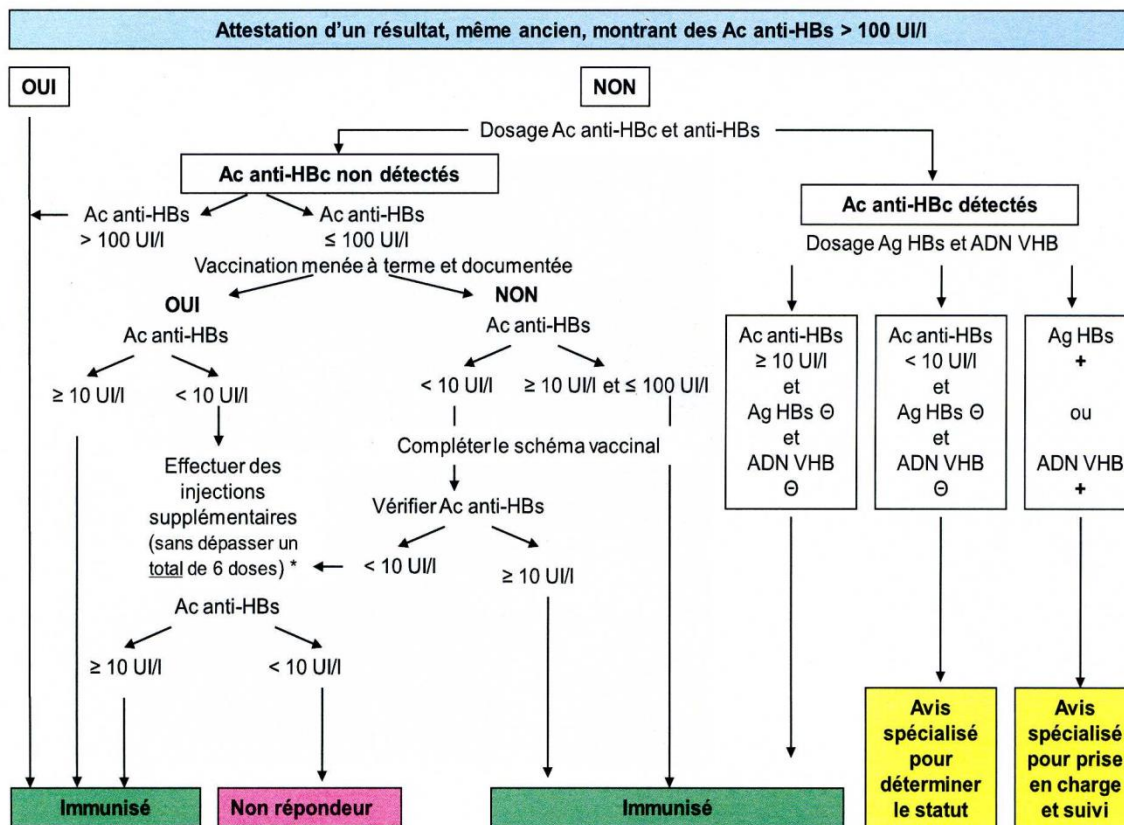 Attestation d'un résultat, même ancien, montrant des Ac anti-HBs > 100 UI/l
OUI
NON
Dosage Ac anti-HBc et anti-HBs
Ac anti-HBc non détectés
Ac anti-HBc détectés
Ac anti-HBs
> 100 UI/l
Ac anti-HBs
≤ 100 UI/l
Dosage Ag HBs et ADN VHB
Vaccination menée à terme et documentée
OUI
Ac anti-HBs
≥ 10 UI/l
< 10 UI/l
NON
Ac anti-HBs
< 10 UI/l
≥ 10 UI/l et ≤ 100 UI/l
Effectuer des
injections
supplémentaires
(sans dépasser un
total de 6 doses) *
Compléter le schéma vaccinal
Vérifier Ac anti-HBs
< 10 UI/l
≥ 10 UI/l
Ac anti-HBs
≥ 10 UI/l
< 10 UI/l
Ac anti-HBs
≥ 10 UI/l
et
Ag HBs Θ
et
ADN VHB
Θ
Ac anti-HBs
< 10 UI/l
et
Ag HBs Θ
et
ADN VHB
Θ
Ag HBs
+
ou
ADN VHB
+
Immunisé
Non répondeur
Immunisé
Avis
spécialisé
pour
déterminer
le statut
Avis
spécialisé
pour prise
en charge
et suivi